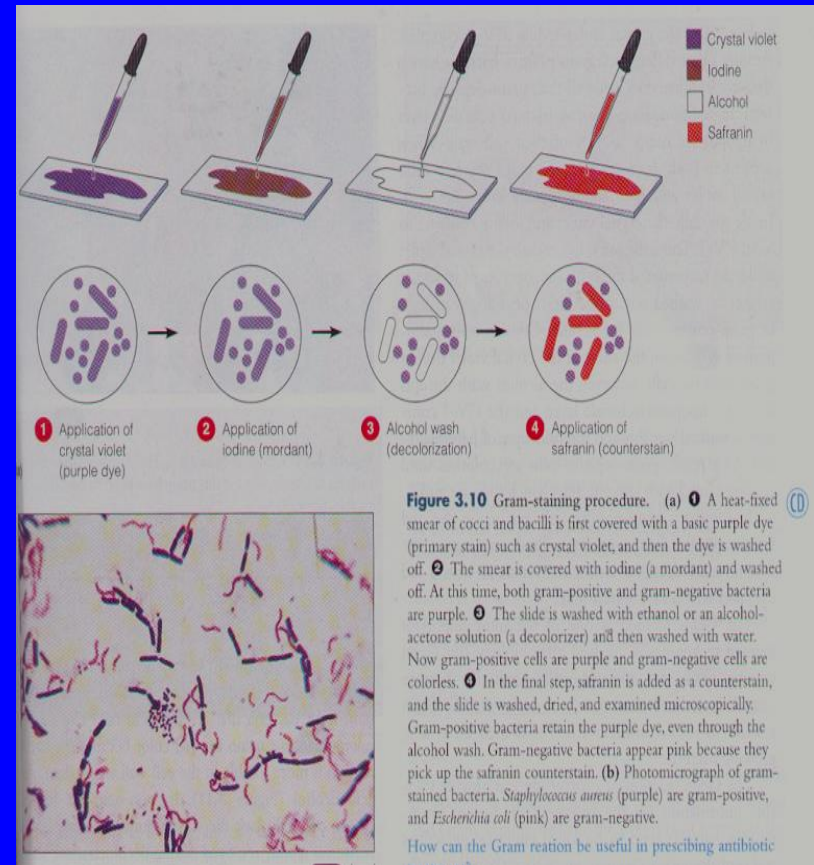 Crystal violet
Iodine
Alcohol
Safranin
1 Application of
crystal violet
(purple dye)
2 Application of
iodine (mordant)
3 Alcohol wash
(decolorization)
4 Application of
safranin (counterstain)
Figure 3.10 Gram-staining procedure. (a) 1 A heat-fixed CD
smear of cocci and bacilli is first covered with a basic purple dye
(primary stain) such as crystal violet, and then the dye is washed
off. 2 The smear is covered with iodine (a mordant) and washed
off. At this time, both gram-positive and gram-negative bacteria
are purple. 3 The slide is washed with ethanol or an alcohol-
acetone solution (a decolorizer) and then washed with water.
Now gram-positive cells are purple and gram-negative cells are
colorless. 4 In the final step, safranin is added as a counterstain,
and the slide is washed, dried, and examined microscopically.
Gram-positive bacteria retain the purple dye, even through the
alcohol wash. Gram-negative bacteria appear pink because they
pick up the safranin counterstain. (b) Photomicrograph of gram-
stained bacteria. Staphylococcus aureus (purple) are gram-positive,
and Escherichia coli (pink) are gram-negative.
How can the Gram reation be useful in prescibing antibiotic